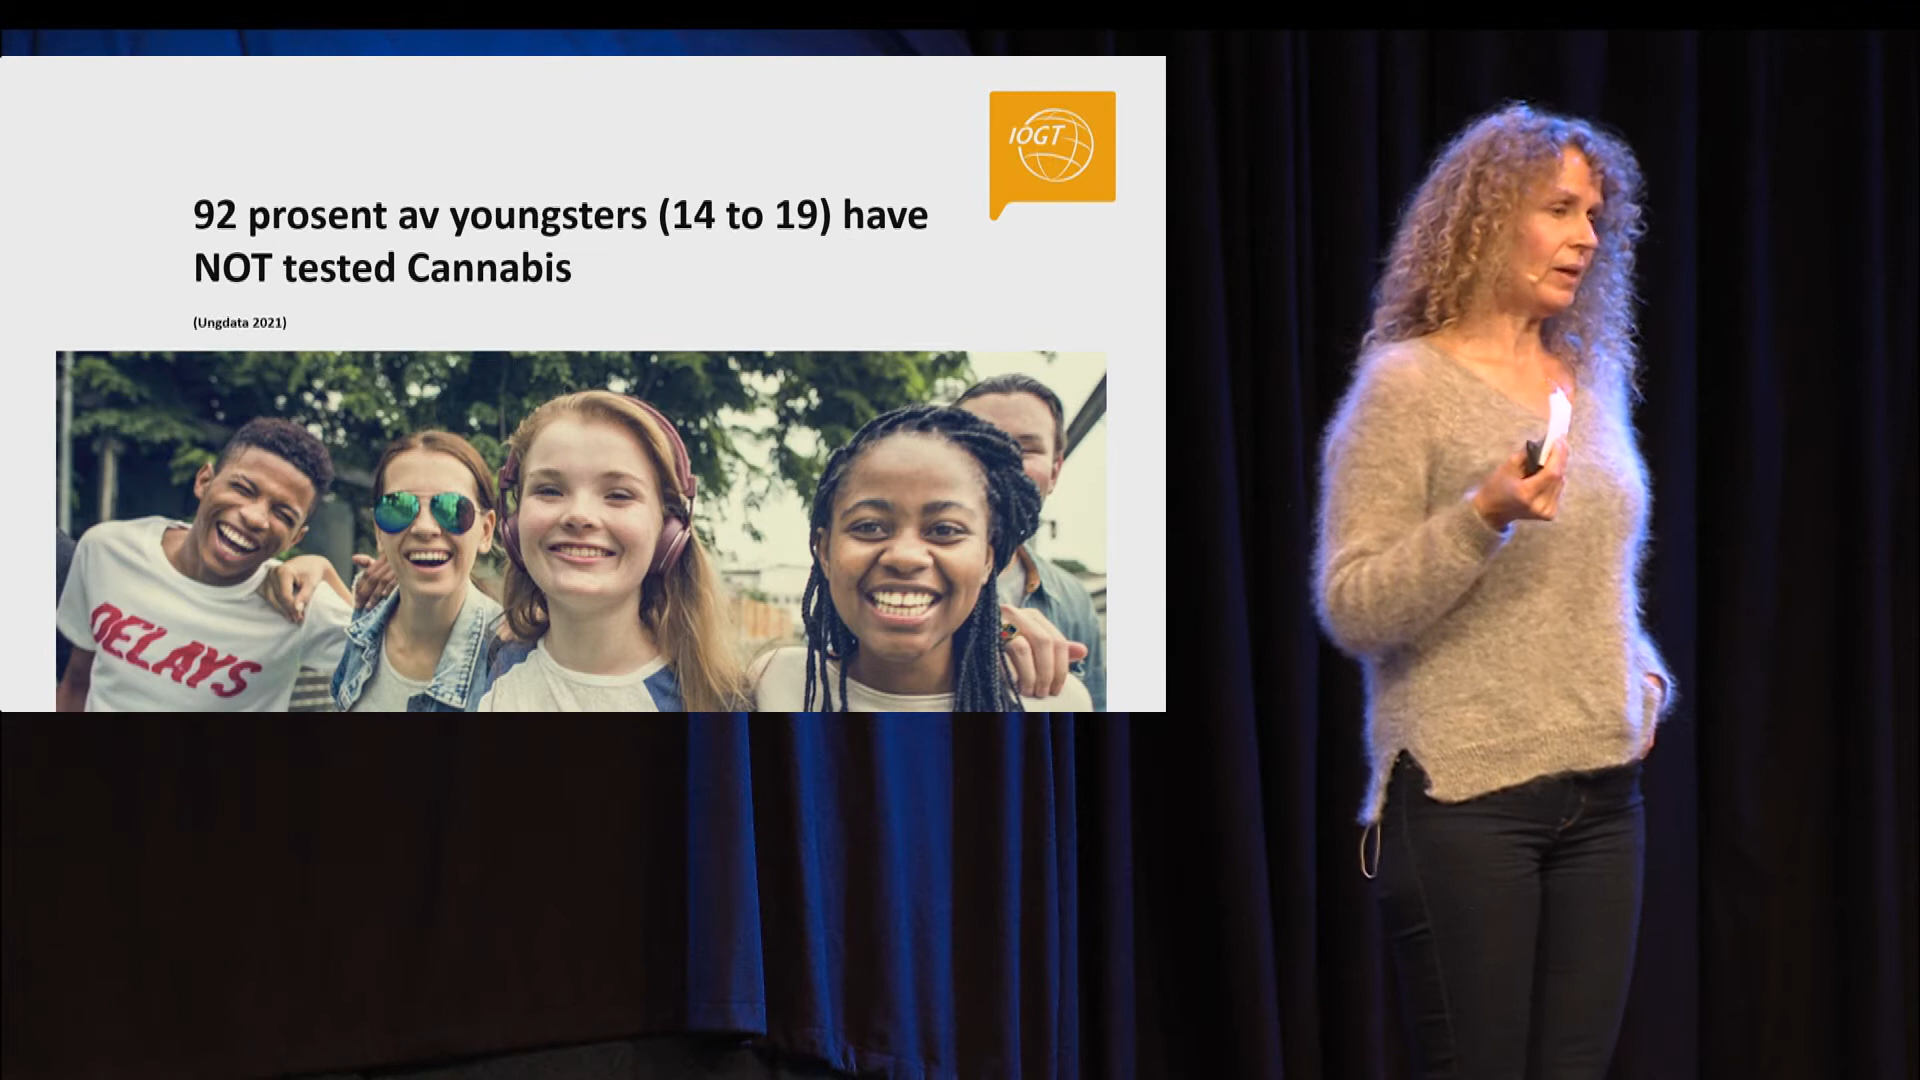 IOGT
92 prosent av youngsters (14 to 19) have
NOT tested Cannabis
(Ungdata 2021)
DELAYS